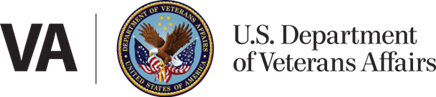 VA
DEPARTMENT OF VETERANS AFFAIRS
UNITED STATES OF AMERICA
U.S. Department
of Veterans Affairs